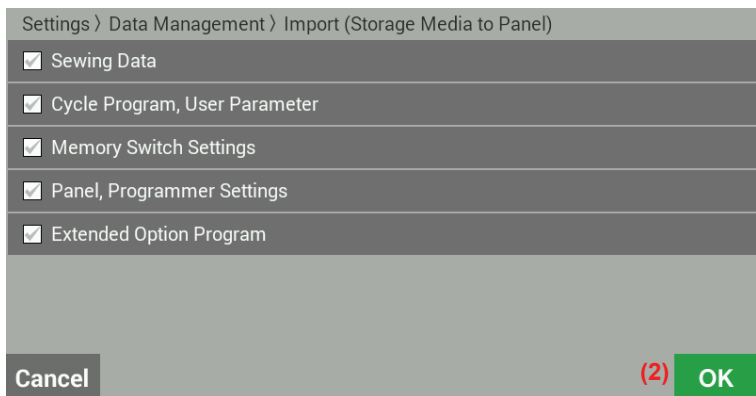 Settings 〉 Data Management 〉 Import (Storage Media to Panel)
Sewing Data
Cycle Program, User Parameter
Memory Switch Settings
Panel, Programmer Settings
Extended Option Program
Cancel (2) OK